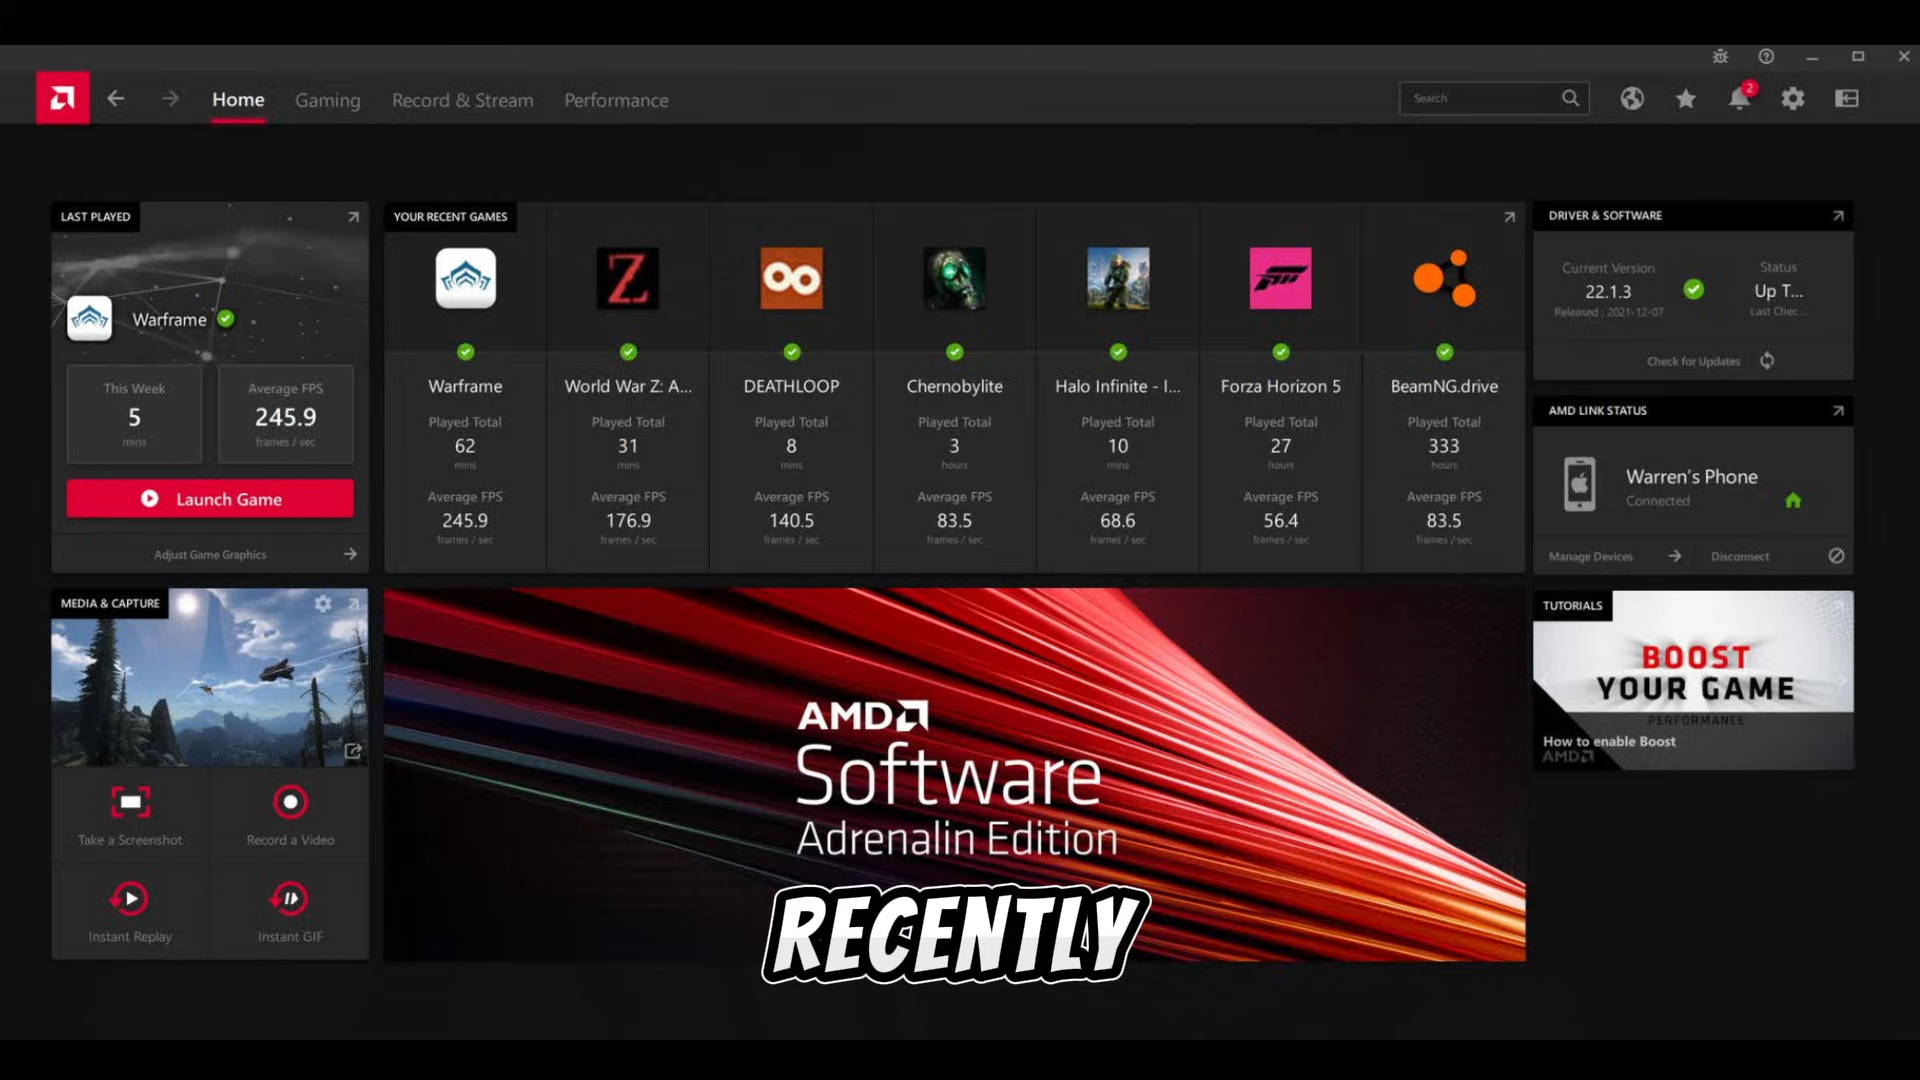 Home Gaming Record & Stream Performance
Search
2
LAST PLAYED
Warframe
This Week
5
mins
Average FPS
245.9
frames / sec
Launch Game
Adjust Game Graphics
YOUR RECENT GAMES
Warframe World War Z: A... DEATHLOOP Chernobylite Halo Infinite - I... Forza Horizon 5 BeamNG.drive
Played Total Played Total Played Total Played Total Played Total Played Total Played Total
62 31 8 3 10 27 333
mins mins mins hours mins hours hours
Average FPS Average FPS Average FPS Average FPS Average FPS Average FPS Average FPS
245.9 176.9 140.5 83.5 68.6 56.4 83.5
frames / sec frames / sec frames / sec frames / sec frames / sec frames / sec frames / sec
DRIVER & SOFTWARE
Current Version
22.1.3
Released : 2021-12-07
Status
Up T...
Last Chec...
Check for Updates
AMD LINK STATUS
Warren's Phone
Connected
Manage Devices Disconnect
MEDIA & CAPTURE
Take a Screenshot Record a Video
Instant Replay Instant GIF
AMD
Software
Adrenalin Edition
RECENTLY
TUTORIALS
BOOST
YOUR GAME
PERFORMANCE
How to enable Boost
AMD